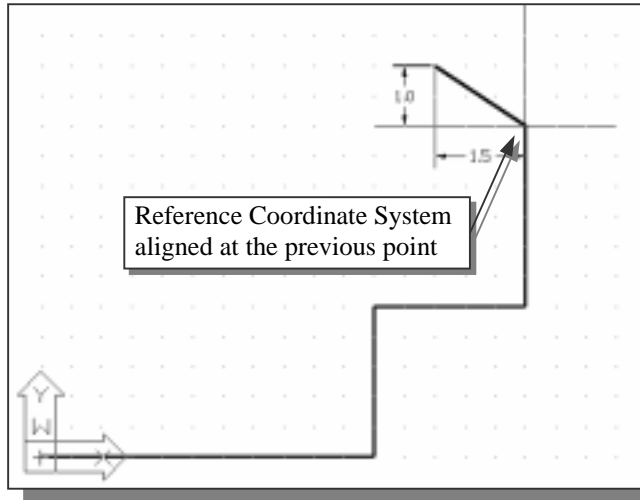 1.0
1.5
Reference Coordinate System
aligned at the previous point
Y
W
X